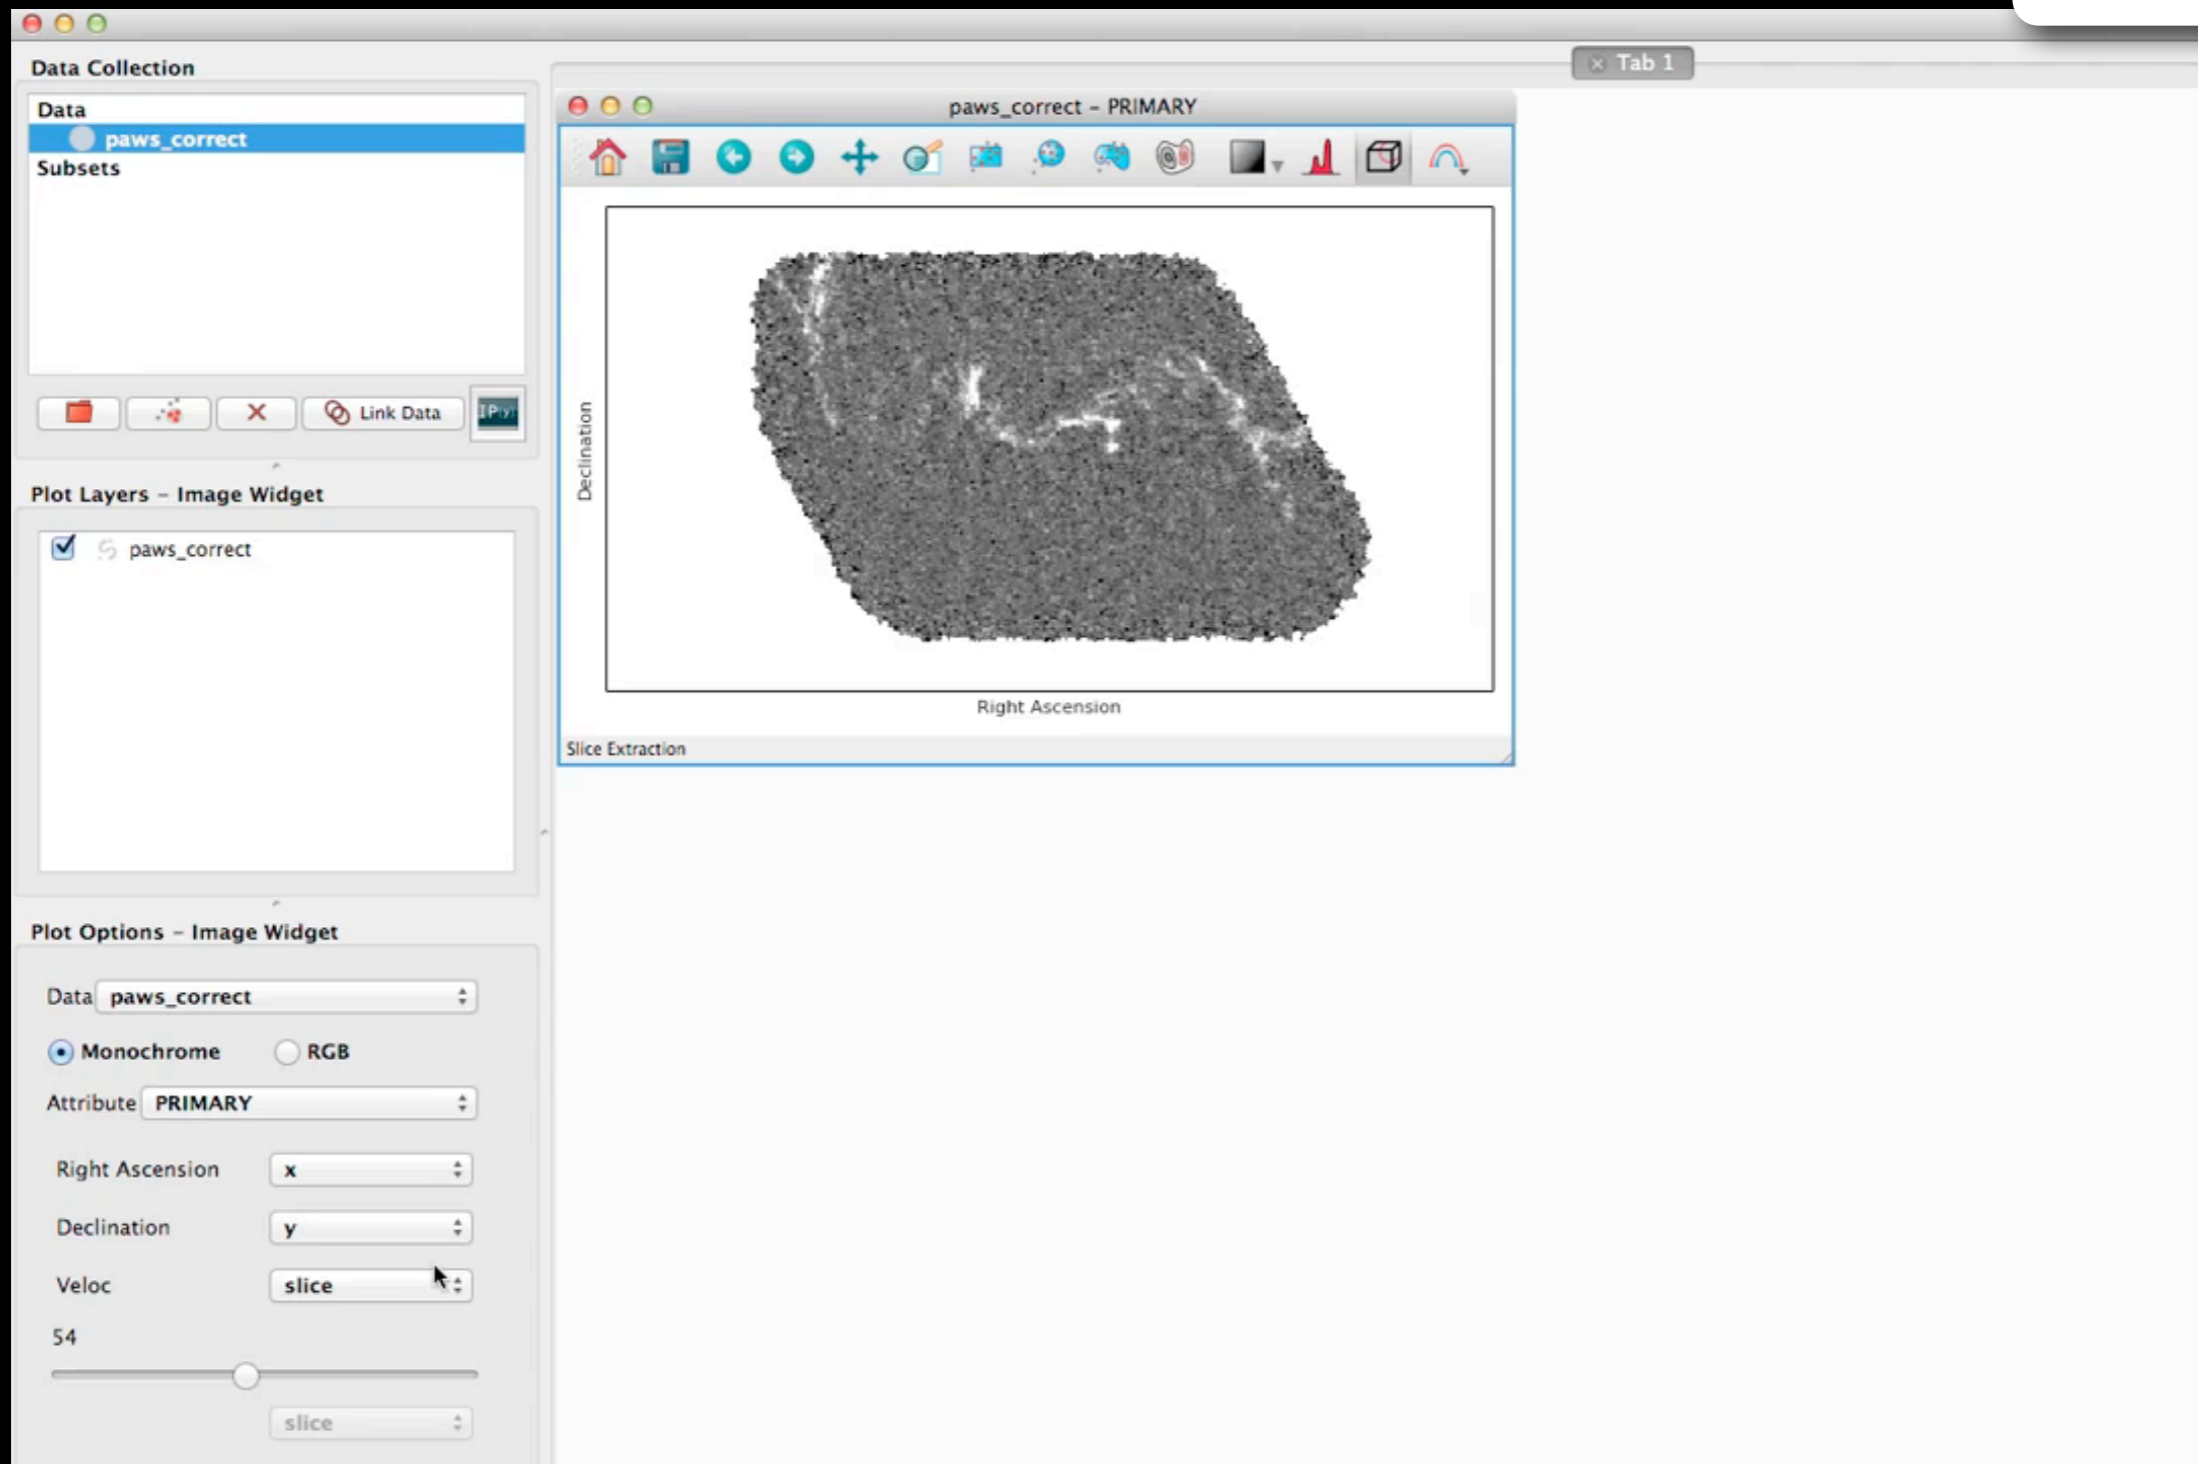 Data Collection
Tab 1
Data
paws_correct
Subsets
Link Data
paws_correct – PRIMARY
Declination
Right Ascension
Slice Extraction
Plot Layers – Image Widget
paws_correct
Plot Options – Image Widget
Data paws_correct
Monochrome RGB
Attribute PRIMARY
Right Ascension x
Declination y
Veloc slice
54
slice